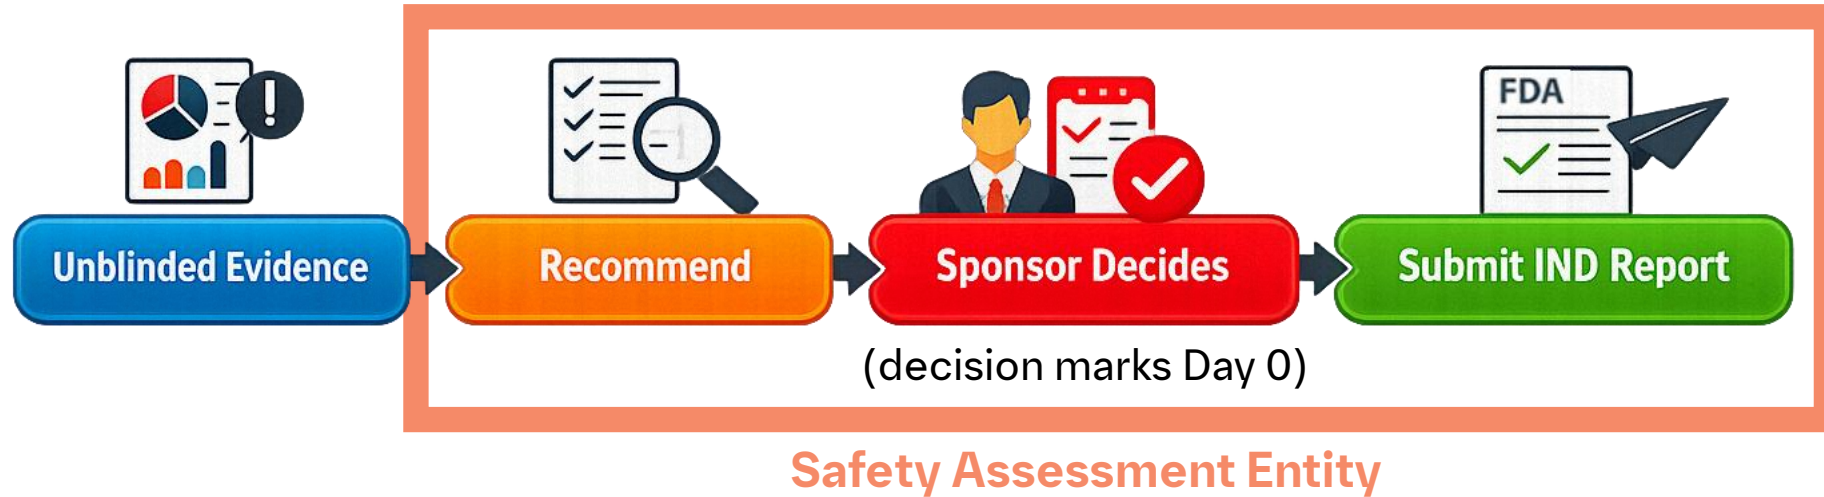 FDA
Unblinded Evidence
Recommend
Sponsor Decides
Submit IND Report
(decision marks Day 0)
Safety Assessment Entity